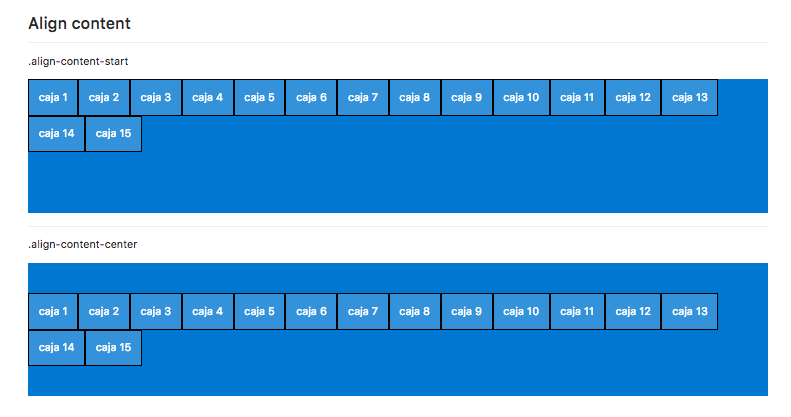 Align content
.align-content-start
caja 1 caja 2 caja 3 caja 4 caja 5 caja 6 caja 7 caja 8 caja 9 caja 10 caja 11 caja 12 caja 13
caja 14 caja 15
.align-content-center
caja 1 caja 2 caja 3 caja 4 caja 5 caja 6 caja 7 caja 8 caja 9 caja 10 caja 11 caja 12 caja 13
caja 14 caja 15